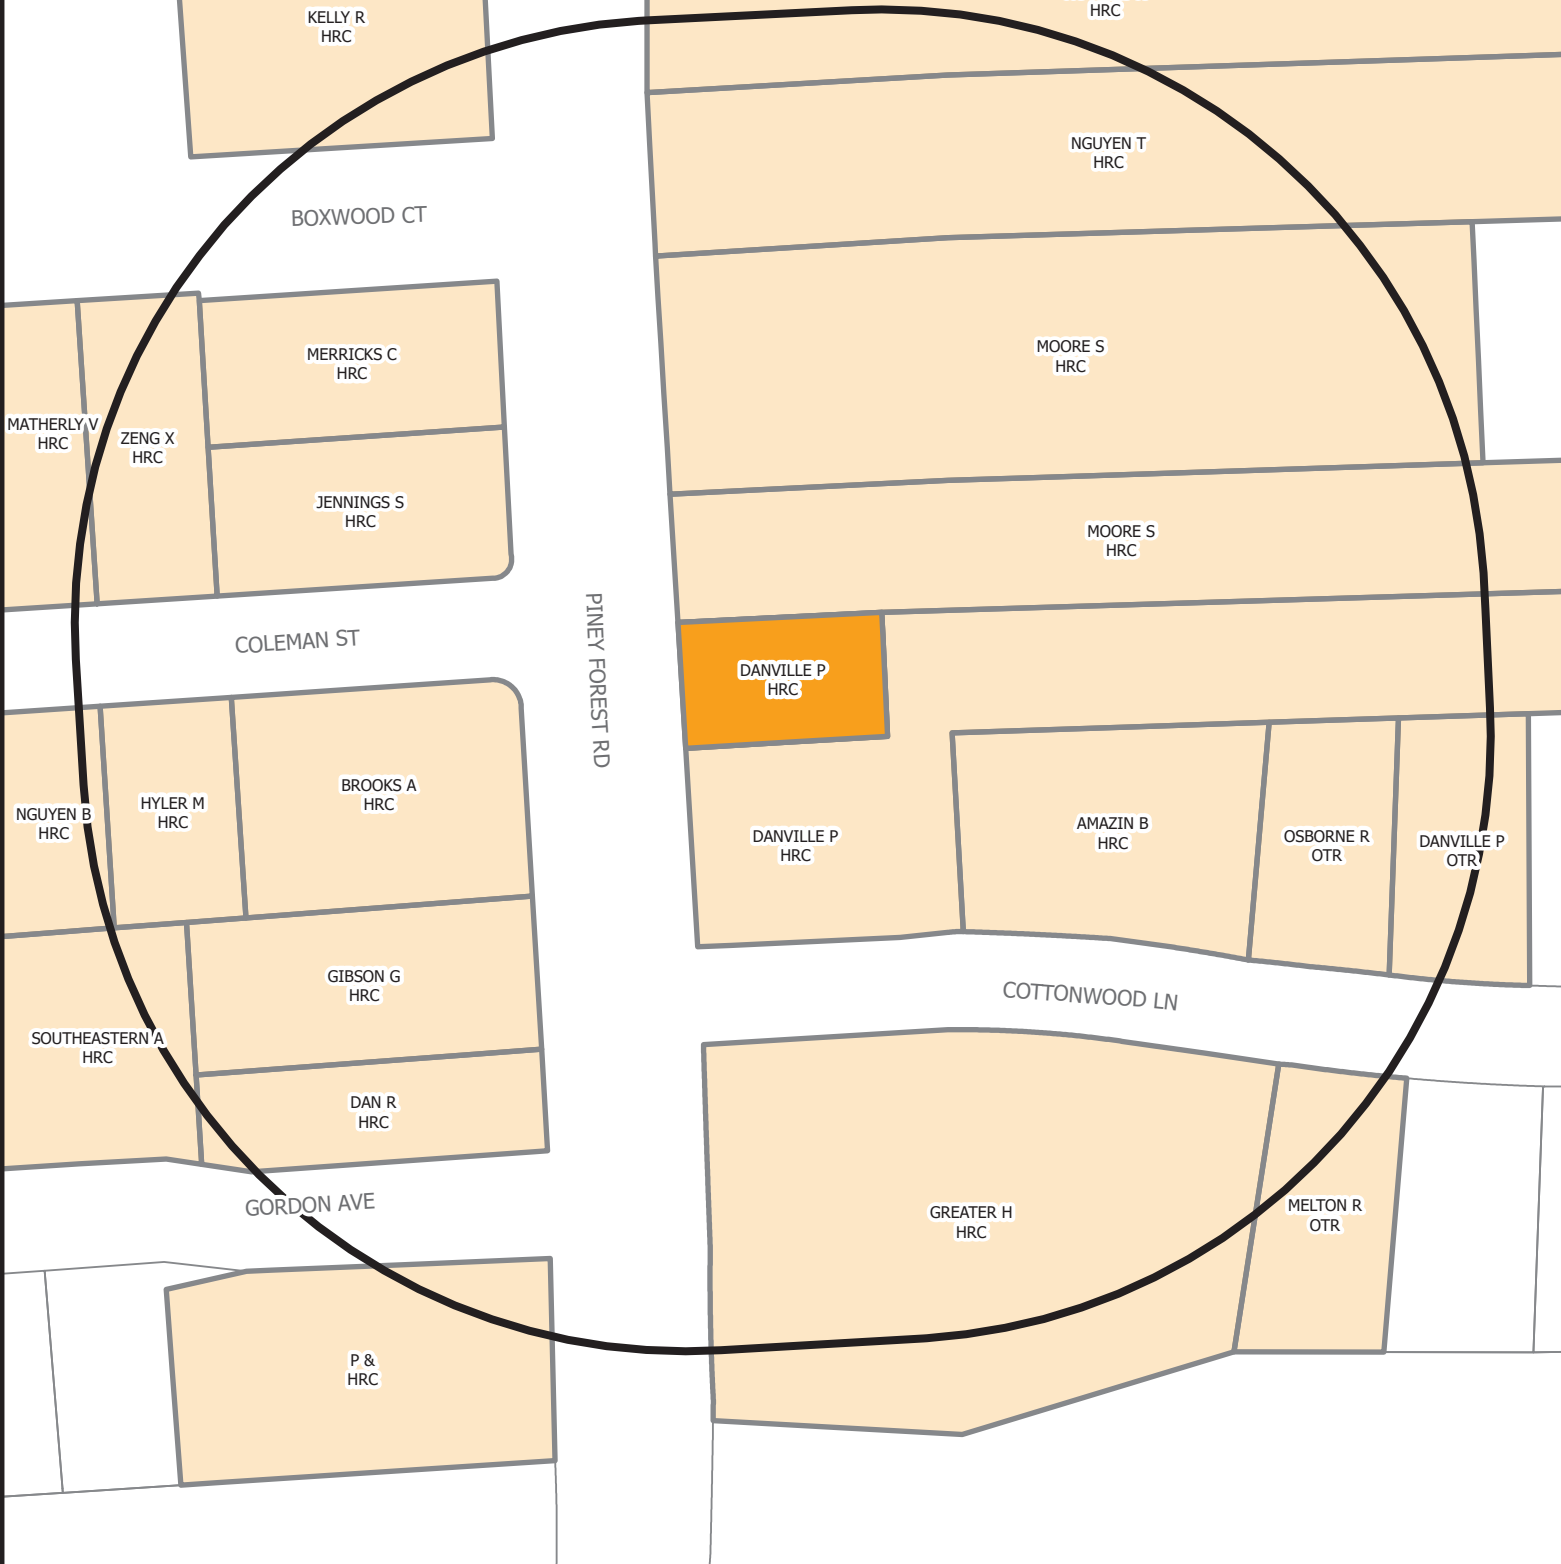 HRC
KELLY R
HRC
NGUYEN T
HRC
BOXWOOD CT
MERRICKS C
HRC
MOORE S
HRC
MATHERLY V
HRC
ZENG X
HRC
JENNINGS S
HRC
MOORE S
HRC
COLEMAN ST
PINEY FOREST RD
DANVILLE P
HRC
NGUYEN B
HRC
HYLER M
HRC
BROOKS A
HRC
DANVILLE P
HRC
AMAZIN B
HRC
OSBORNE R
OTR
DANVILLE P
OTR
GIBSON G
HRC
COTTONWOOD LN
SOUTHEASTERN A
HRC
DAN R
HRC
GORDON AVE
GREATER H
HRC
MELTON R
OTR
P &
HRC